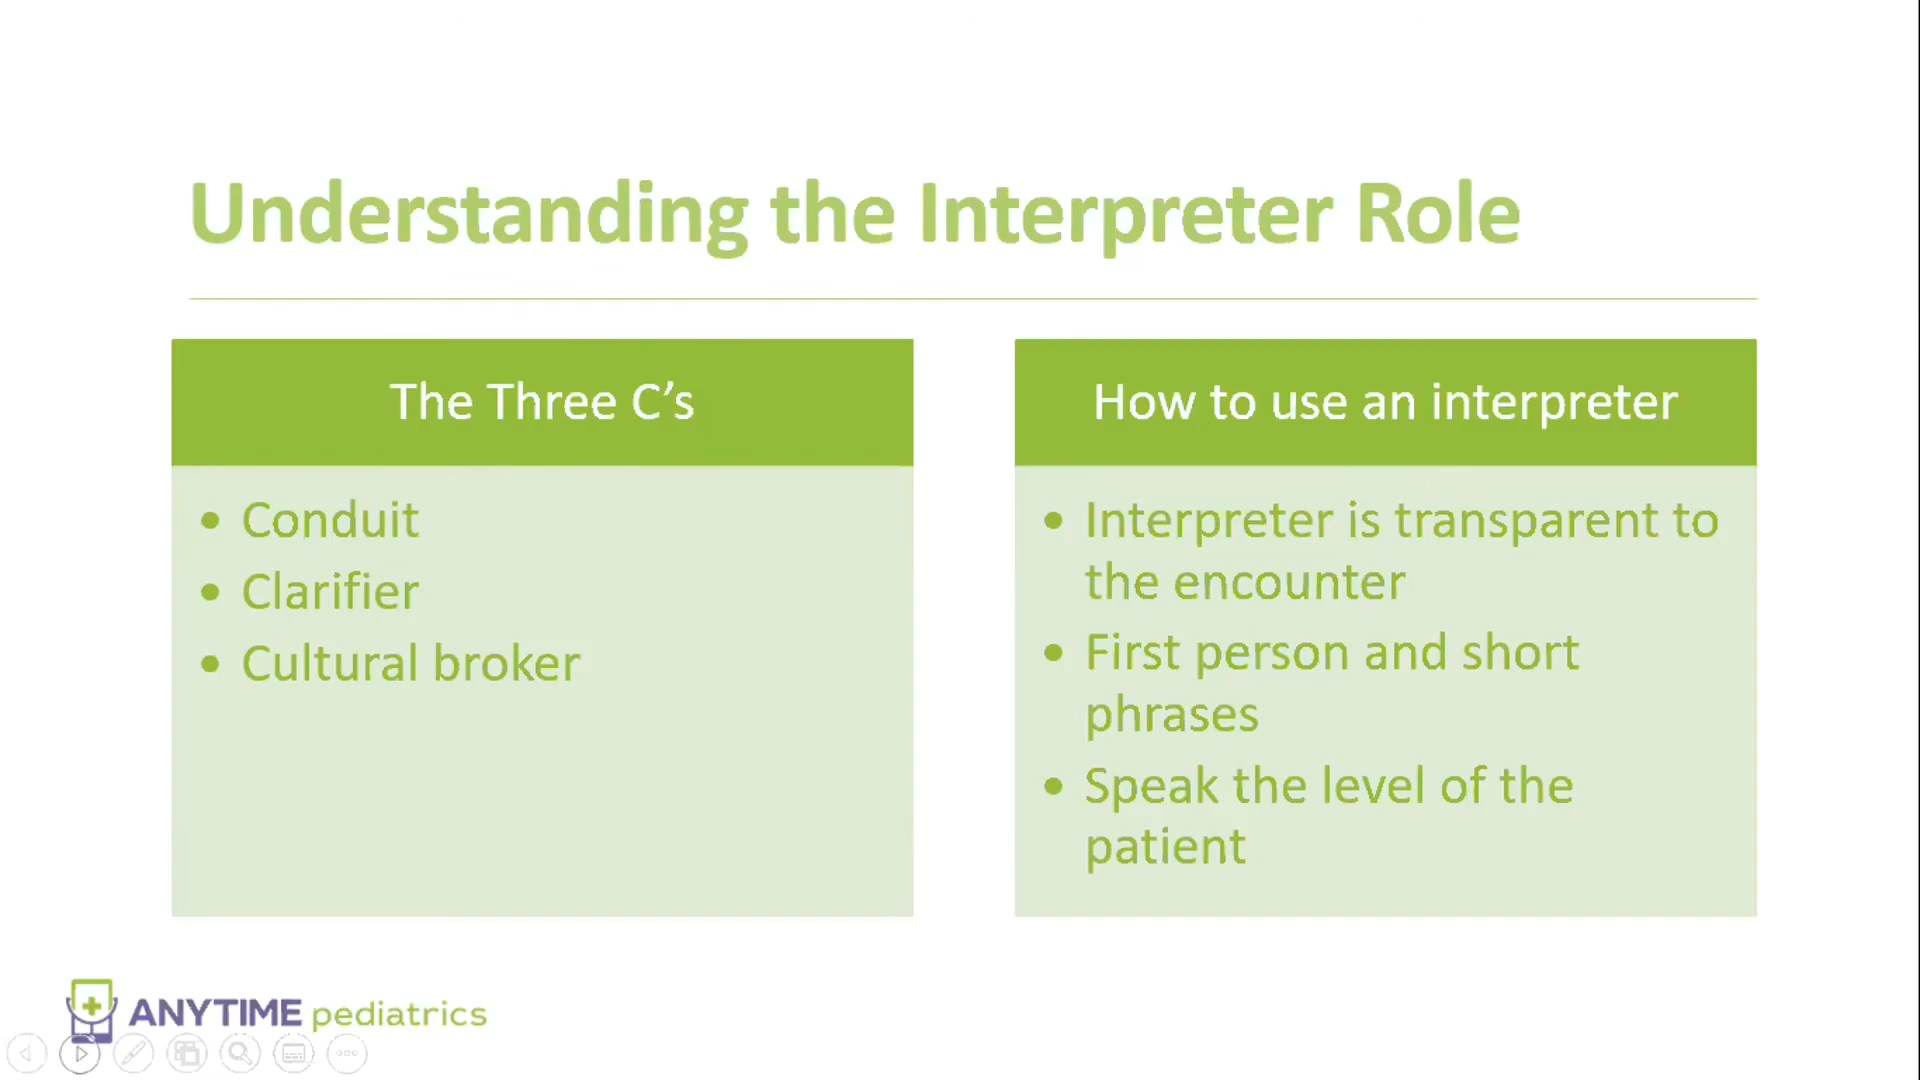 Understanding the Interpreter Role
The Three C’s
• Conduit
• Clarifier
• Cultural broker
How to use an interpreter
• Interpreter is transparent to
the encounter
• First person and short
phrases
• Speak the level of the
patient
ANYTIME pediatrics